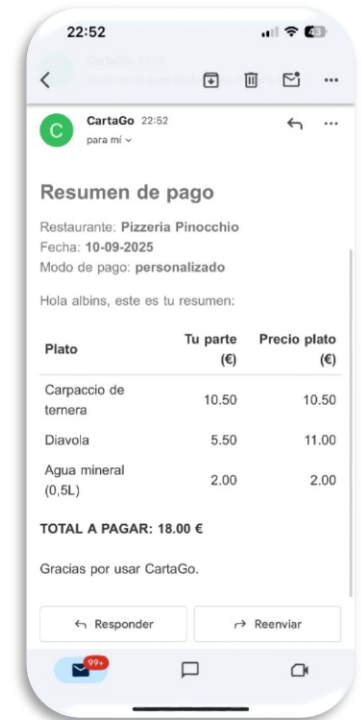 22:52
43
CartaGo 22:52
para mí
C
Resumen de pago
Restaurante: Pizzeria Pinocchio
Fecha: 10-09-2025
Modo de pago: personalizado
Hola albins, este es tu resumen:
Plato Tu parte (€) Precio plato (€)
Carpaccio de ternera 10.50 10.50
Diavola 5.50 11.00
Agua mineral (0,5L) 2.00 2.00
TOTAL A PAGAR: 18.00 €
Gracias por usar CartaGo.
Responder Reenviar
99+